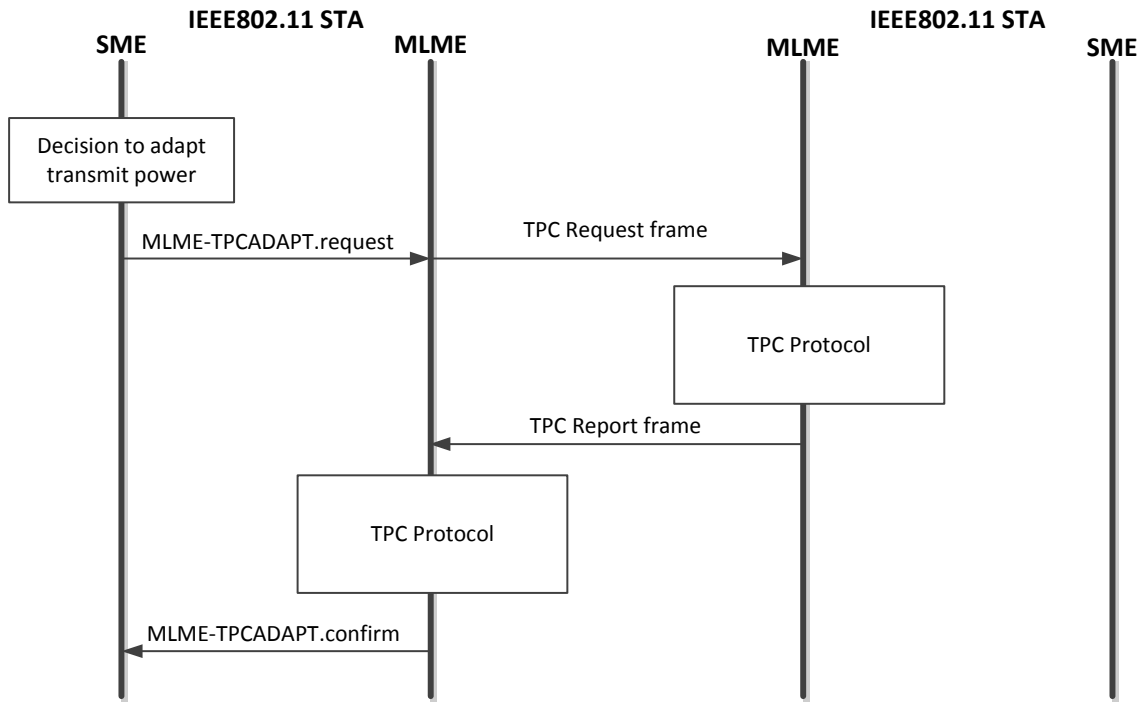 IEEE802.11 STA
IEEE802.11 STA
SME
MLME
MLME
SME
Decision to adapt
transmit power
MLME-TPCADAPT.request
TPC Request frame
TPC Protocol
TPC Report frame
TPC Protocol
MLME-TPCADAPT.confirm